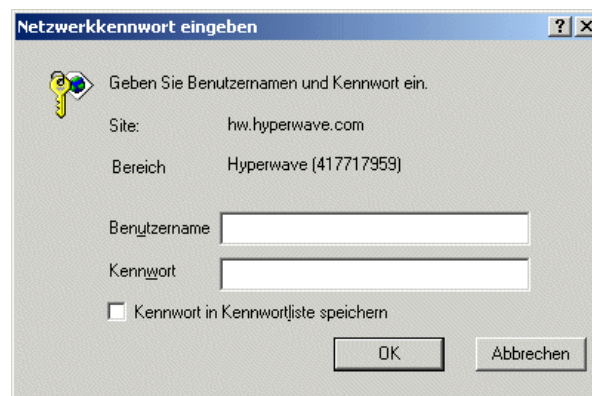 Netzwerkkennwort eingeben
Geben Sie Benutzernamen und Kennwort ein.
Site: hw.hyperwave.com
Bereich Hyperwave (417717959)
Benutzername
Kennwort
Kennwort in Kennwortliste speichern
OK Abbrechen